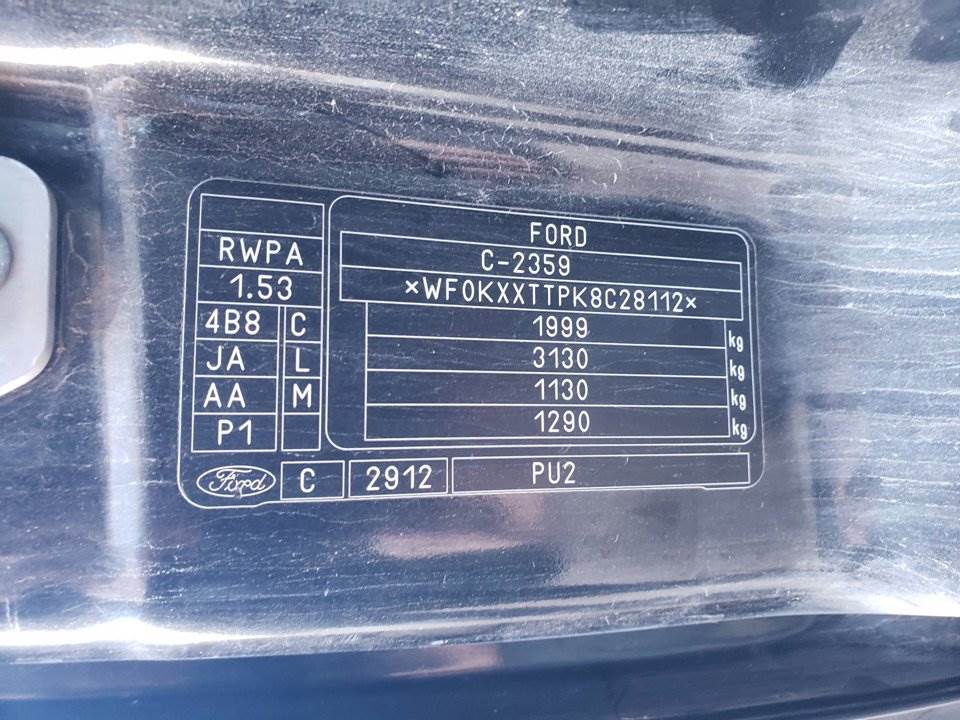 FORD
RWPA
C-2359
1.53
×WF0KXXTTPK8C28112×
4B8 C
1999 kg
JA L
3130 kg
AA M
1130 kg
P1
1290 kg
Ford C 2912 PU2